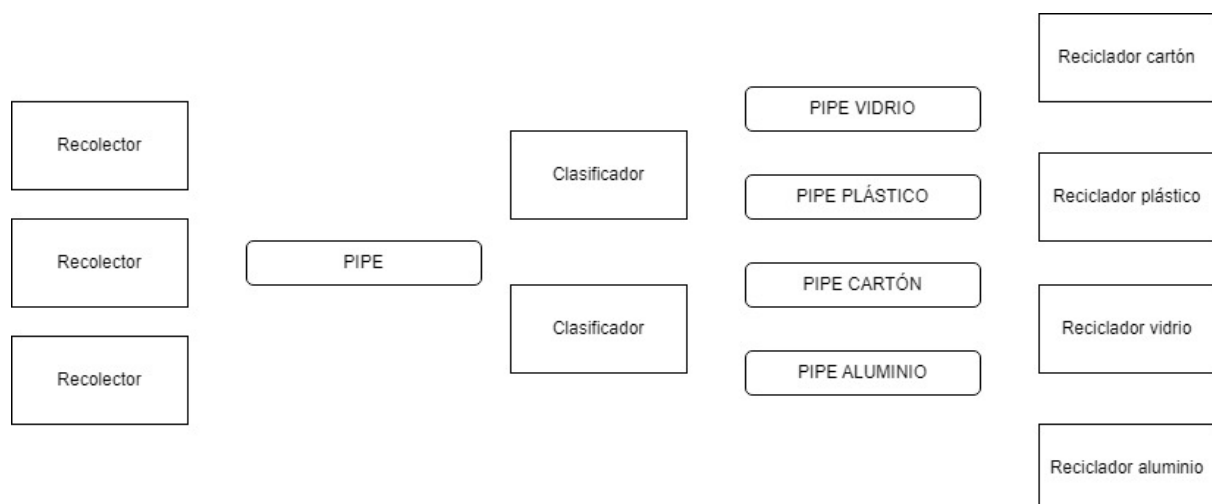 Recolector
Recolector
Recolector
PIPE
Clasificador
Clasificador
PIPE VIDRIO
PIPE PLÁSTICO
PIPE CARTÓN
PIPE ALUMINIO
Reciclador cartón
Reciclador plástico
Reciclador vidrio
Reciclador aluminio